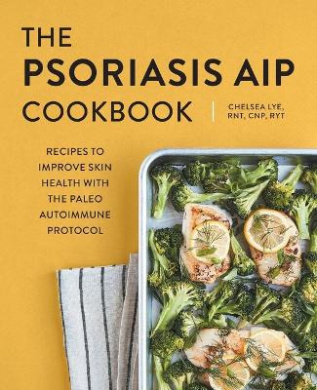 THE
PSORIASIS AIP
COOKBOOK
CHELSEA LYE,
RNT, CNP, RYT
RECIPES TO
IMPROVE SKIN
HEALTH WITH
THE PALEO
AUTOIMMUNE
PROTOCOL